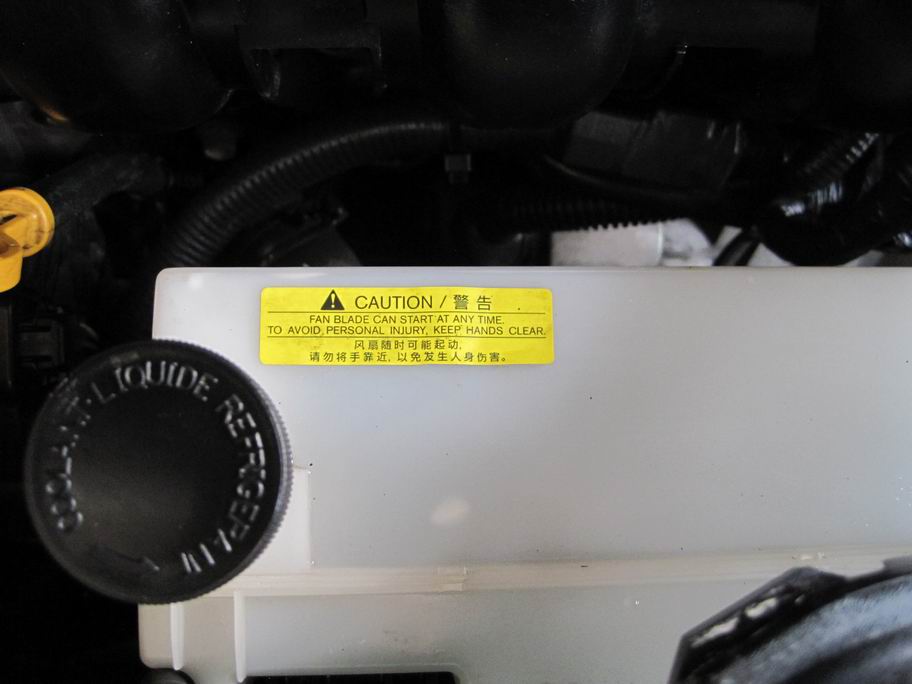 CAUTION / 警告
FAN BLADE CAN START AT ANY TIME.
TO AVOID PERSONAL INJURY, KEEP HANDS CLEAR.
风扇随时可能起动,
请勿将手靠近, 以免发生人身伤害。
COOLANT·LIQUIDE REFRIGERANT